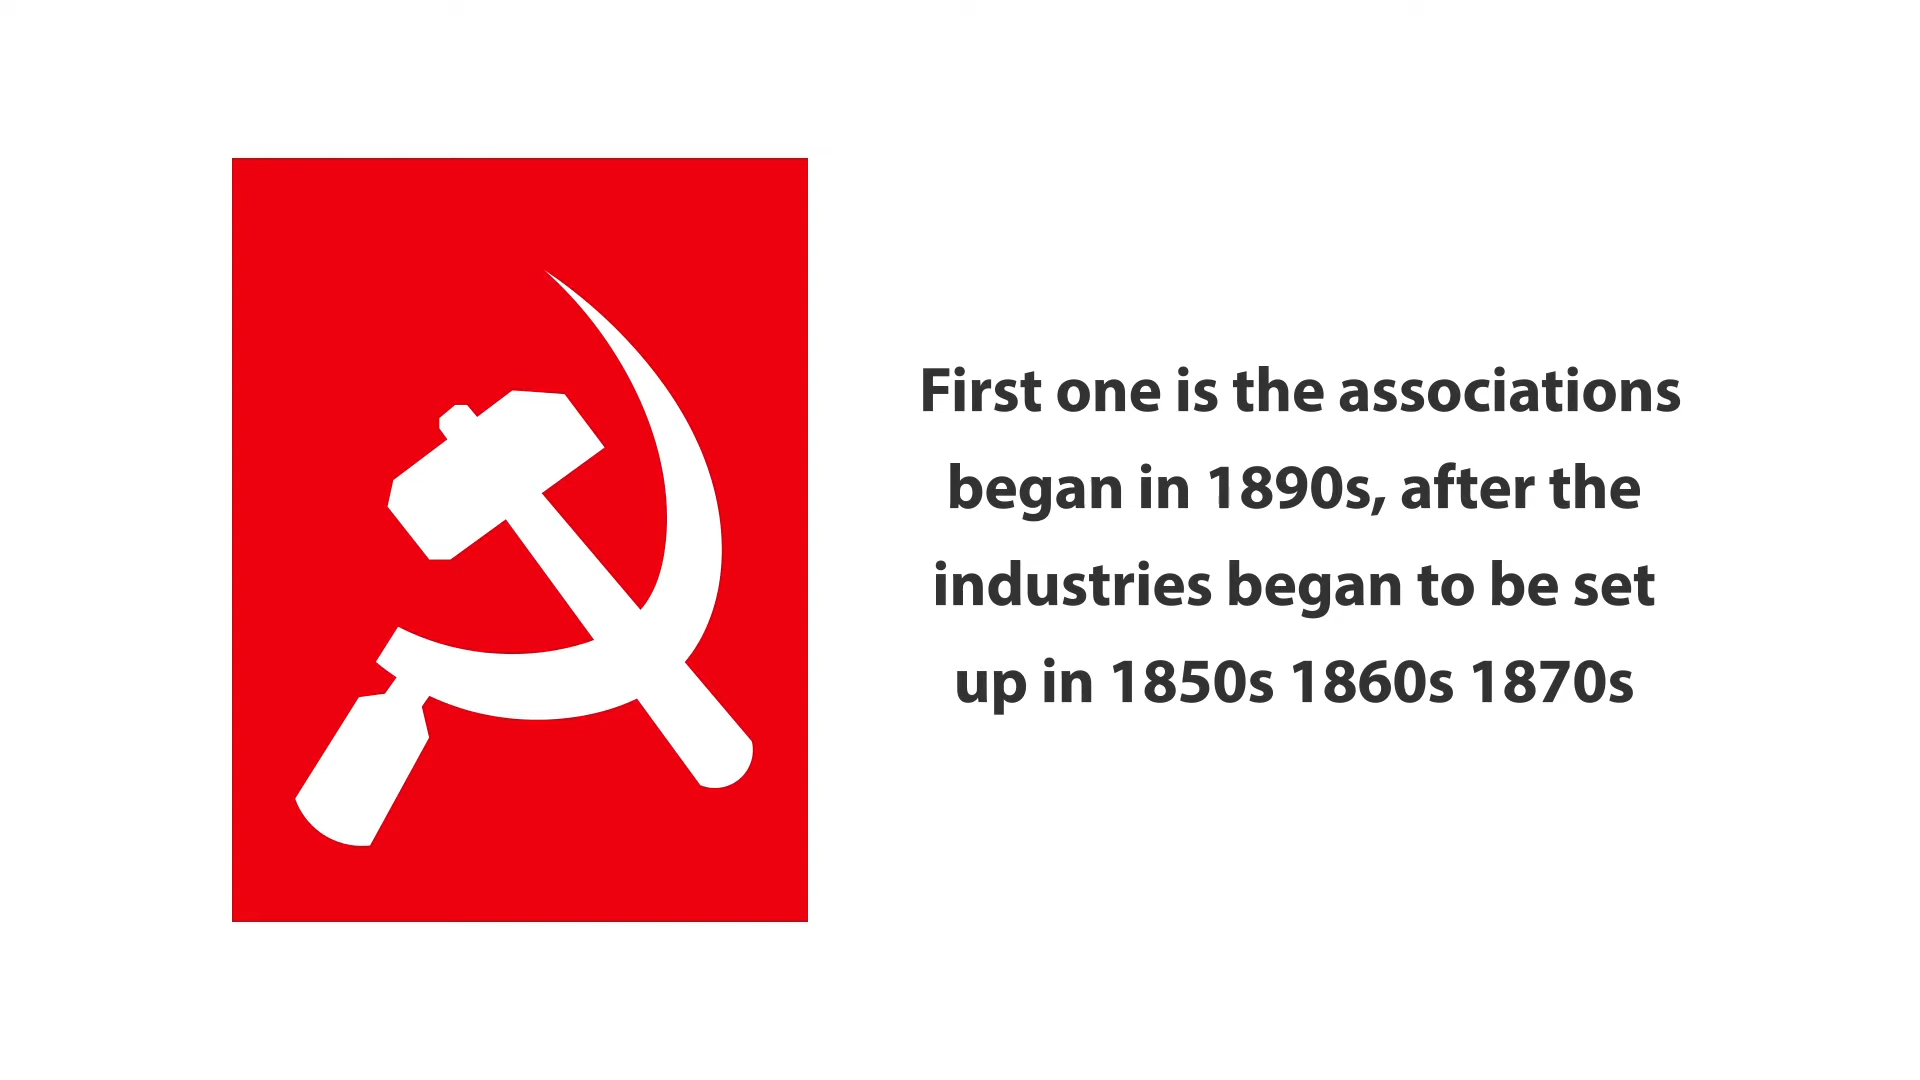 First one is the associations
began in 1890s, after the
industries began to be set
up in 1850s 1860s 1870s